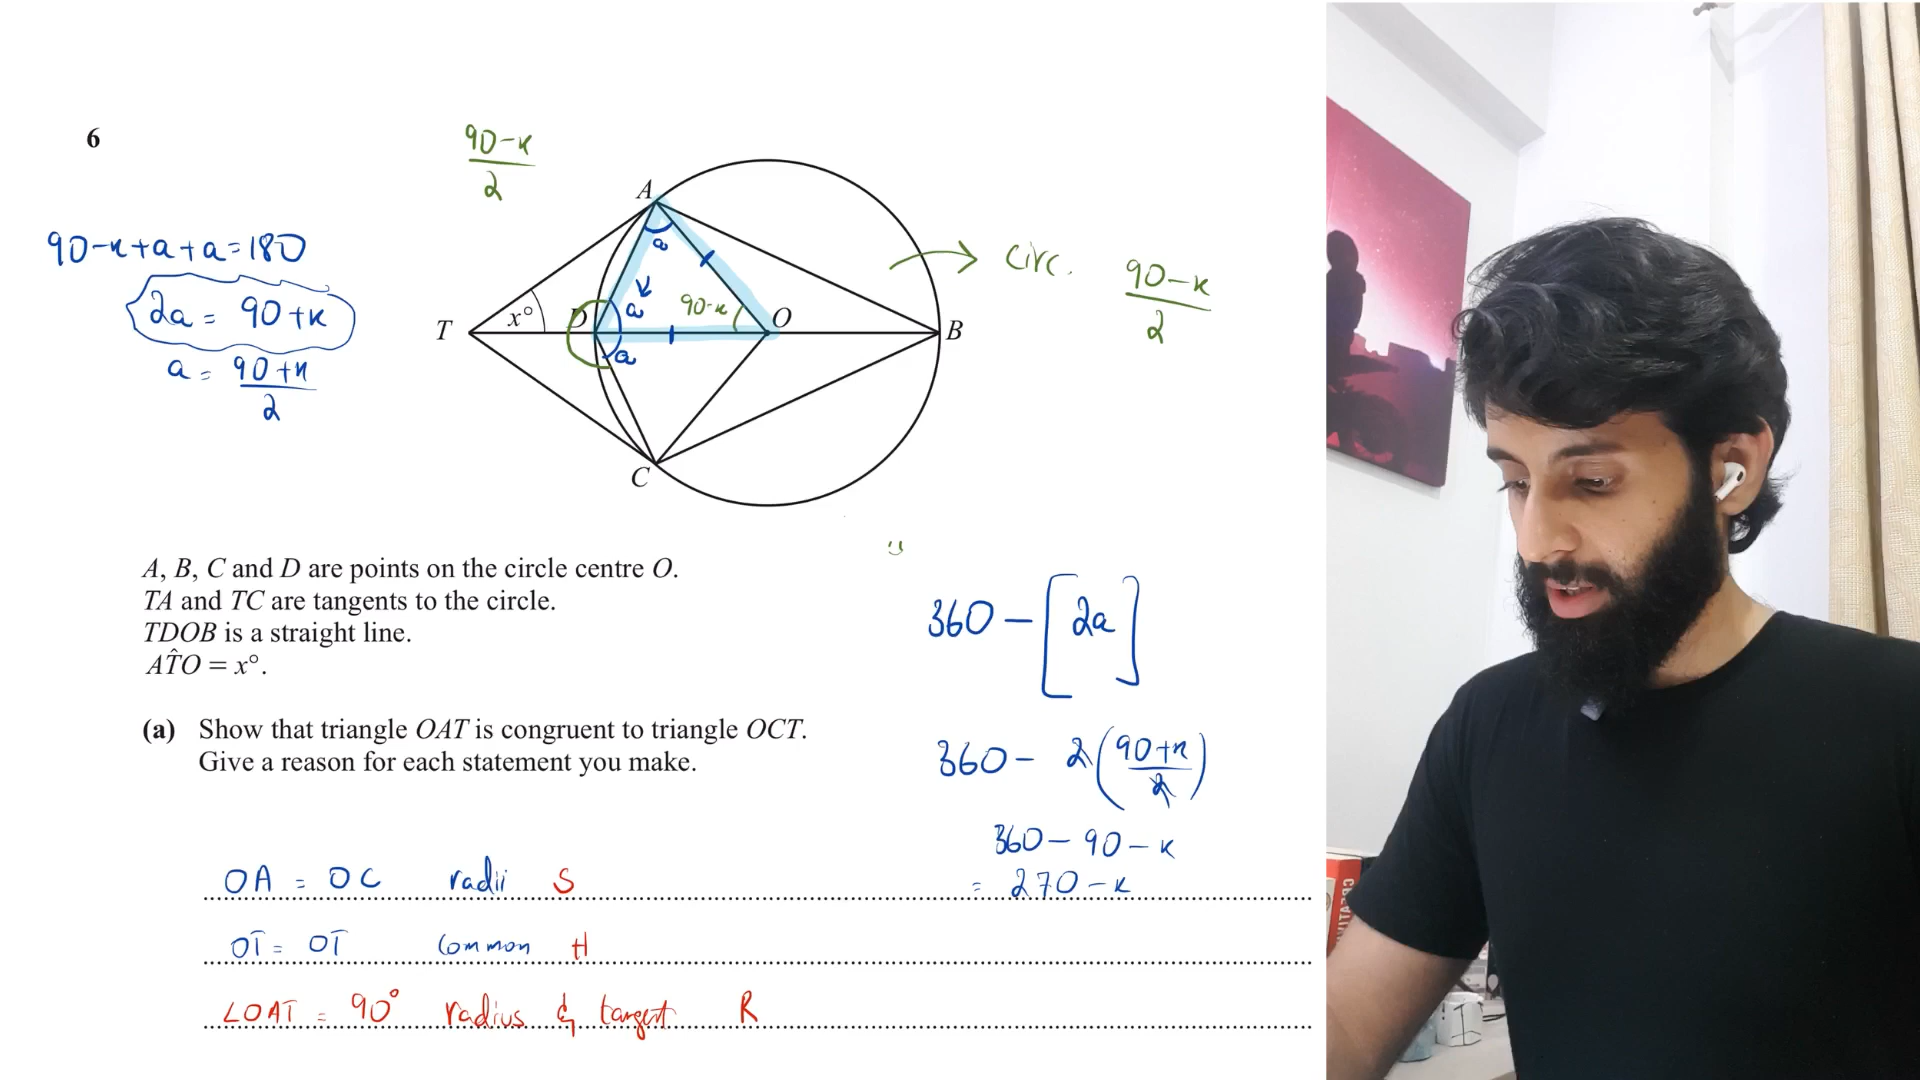 6
90-x
2
A
90-x+a+a=180
a
circ.
90-x
2
2a = 90+x
a
90-x
T
x°
D
O
B
a
a = 90+x
2
C
A, B, C and D are points on the circle centre O.
TA and TC are tangents to the circle.
TDOB is a straight line.
AT̂O = x°.
360 - [2a]
(a) Show that triangle OAT is congruent to triangle OCT.
Give a reason for each statement you make.
360 - 2(90+x/2)
360 - 90 - x
= 270 - x
OA = OC radii S
OT = OT common H
∠OAT = 90° radius & tangent R